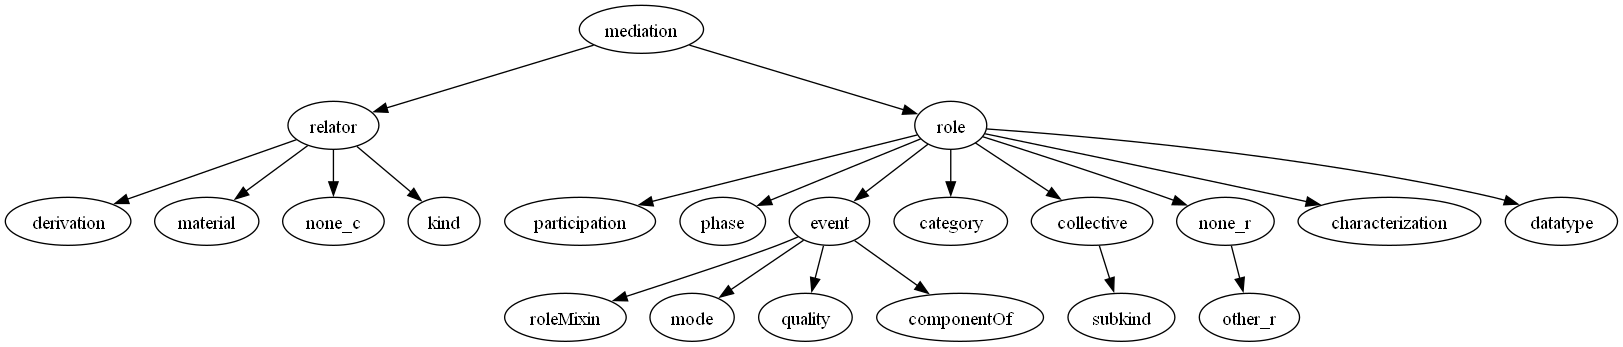 mediation
relator
role
derivation
material
none_c
kind
participation
phase
event
category
collective
none_r
characterization
datatype
roleMixin
mode
quality
componentOf
subkind
other_r